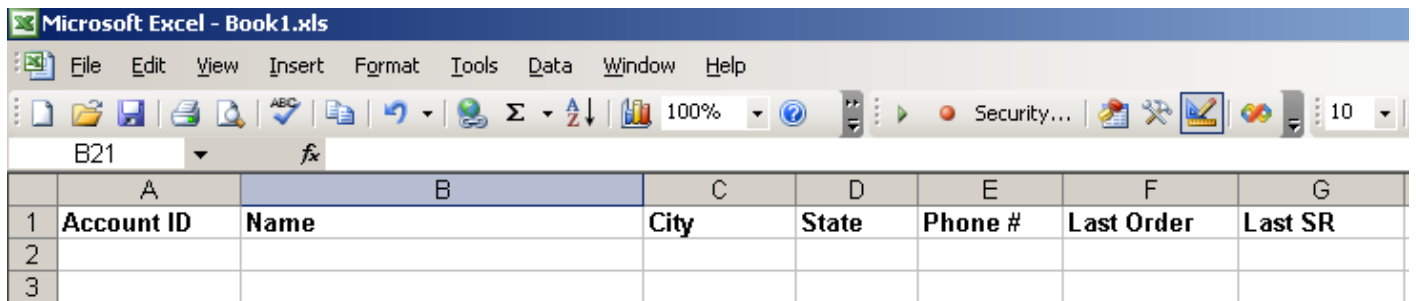 Microsoft Excel - Book1.xls
File Edit View Insert Format Tools Data Window Help
ABC Σ A Z 100% Security... 10
B21 fx
A B C D E F G
1 Account ID Name City State Phone # Last Order Last SR
2
3